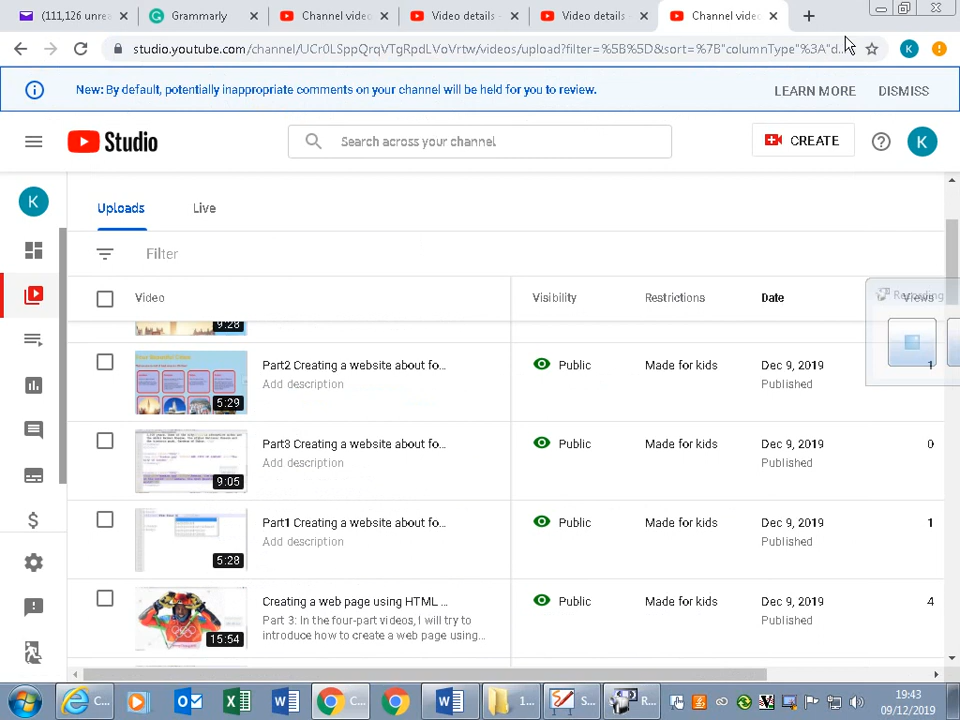 (111,126 unre
Grammarly
Channel vide
Video details -
Video details -
Channel vide
studio.youtube.com/channel/UCr0LSppQrqVTgRpdLVoVrtw/videos/upload?filter=%5B%5D&sort=%7B"columnType"%3A"d...
K
New: By default, potentially inappropriate comments on your channel will be held for you to review.
LEARN MORE
DISMISS
Studio
Search across your channel
CREATE
K
K
Uploads
Live
Filter
Video
Visibility
Restrictions
Date
Views
Recording
9:28
Part2 Creating a website about fo...
Add description
5:29
Public
Made for kids
Dec 9, 2019
Published
1
Part3 Creating a website about fo...
Add description
9:05
Public
Made for kids
Dec 9, 2019
Published
0
Part1 Creating a website about fo...
Add description
5:28
Public
Made for kids
Dec 9, 2019
Published
1
Creating a web page using HTML ...
Part 3: In the four-part videos, I will try to
introduce how to create a web page using...
15:54
Public
Made for kids
Dec 9, 2019
Published
4
C...
1...
S...
R...
19:43
09/12/2019